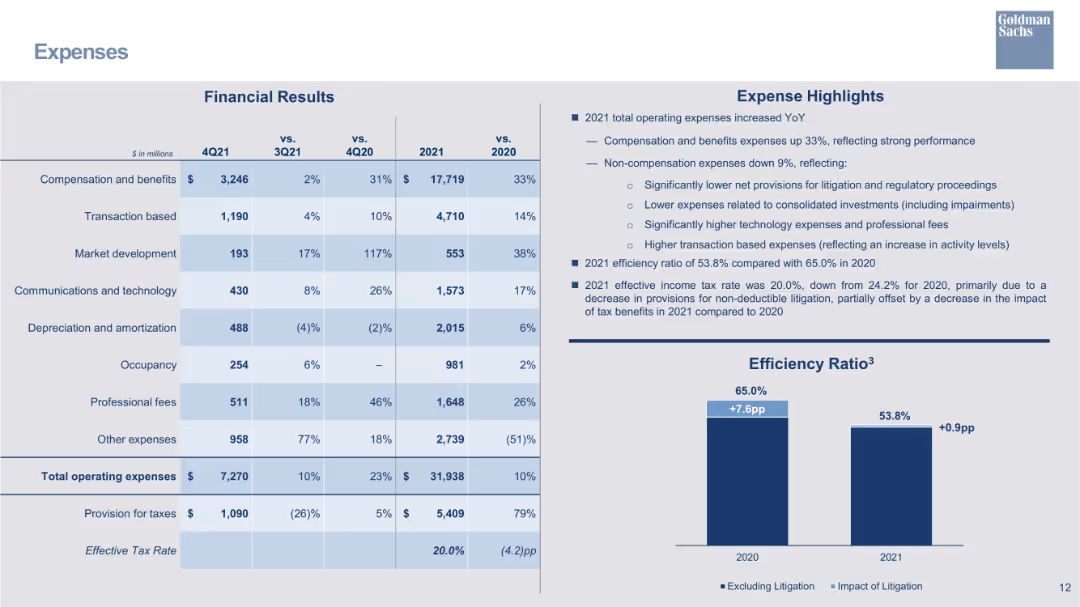 Goldman
Sachs
Expenses
Financial Results
$ in millions 4Q21 vs. 3Q21 vs. 4Q20 2021 vs. 2020
Compensation and benefits $ 3,246 2% 31% $ 17,719 33%
Transaction based 1,190 4% 10% 4,710 14%
Market development 193 17% 117% 553 38%
Communications and technology 430 8% 26% 1,573 17%
Depreciation and amortization 488 (4)% (2)% 2,015 6%
Occupancy 254 6% – 981 2%
Professional fees 511 18% 46% 1,648 26%
Other expenses 958 77% 18% 2,739 (51)%
Total operating expenses $ 7,270 10% 23% $ 31,938 10%
Provision for taxes $ 1,090 (26)% 5% $ 5,409 79%
Effective Tax Rate 20.0% (4.2)pp
Expense Highlights
■ 2021 total operating expenses increased YoY
— Compensation and benefits expenses up 33%, reflecting strong performance
— Non-compensation expenses down 9%, reflecting:
o Significantly lower net provisions for litigation and regulatory proceedings
o Lower expenses related to consolidated investments (including impairments)
o Significantly higher technology expenses and professional fees
o Higher transaction based expenses (reflecting an increase in activity levels)
■ 2021 efficiency ratio of 53.8% compared with 65.0% in 2020
■ 2021 effective income tax rate was 20.0%, down from 24.2% for 2020, primarily due to a
decrease in provisions for non-deductible litigation, partially offset by a decrease in the impact
of tax benefits in 2021 compared to 2020
Efficiency Ratio³
65.0%
+7.6pp
53.8%
+0.9pp
2020 2021
■ Excluding Litigation ■ Impact of Litigation
12